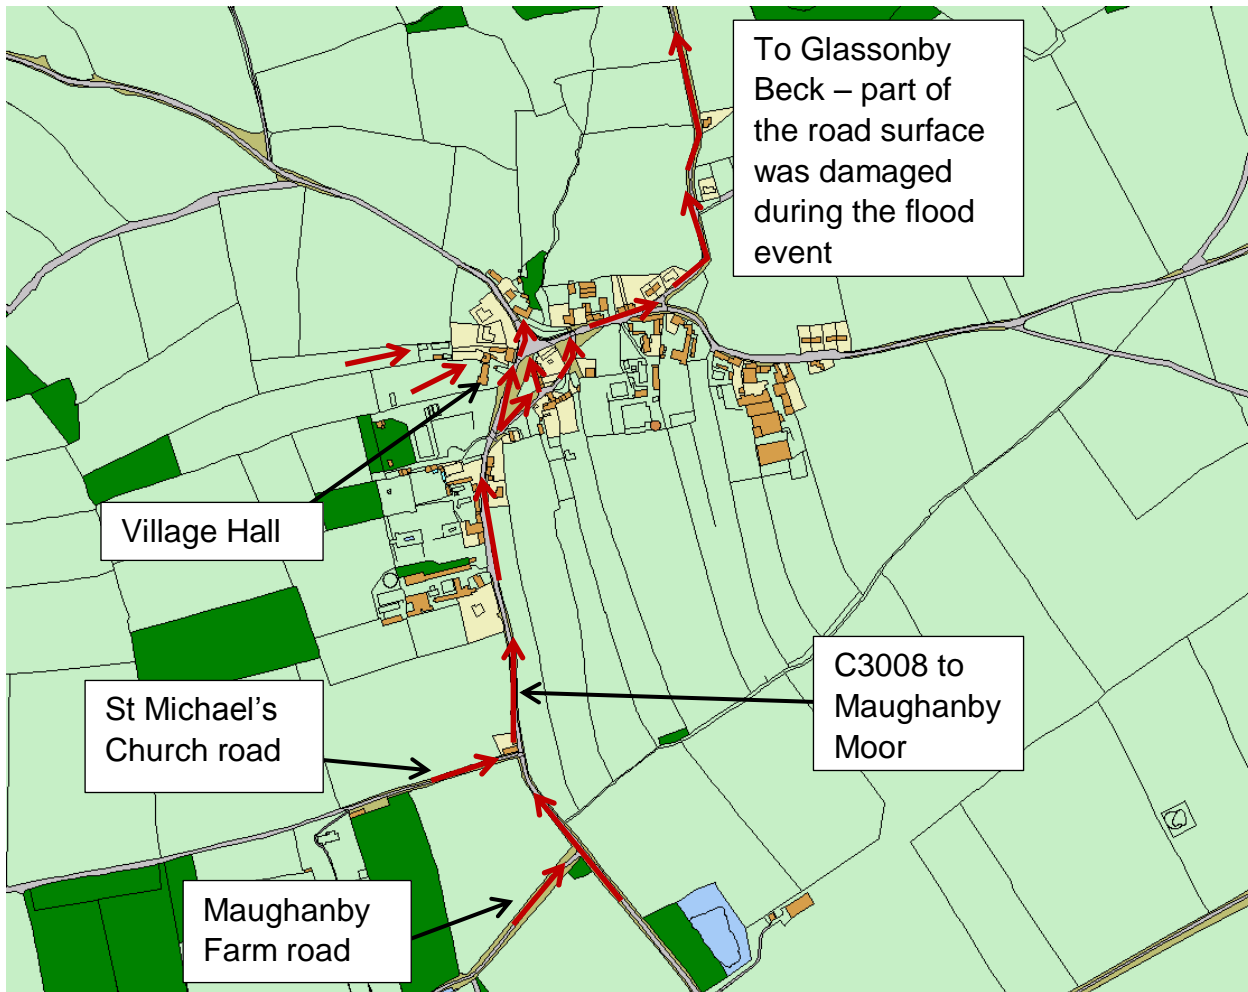 To Glassonby
Beck – part of
the road surface
was damaged
during the flood
event
Village Hall
St Michael's
Church road
C3008 to
Maughanby
Moor
Maughanby
Farm road